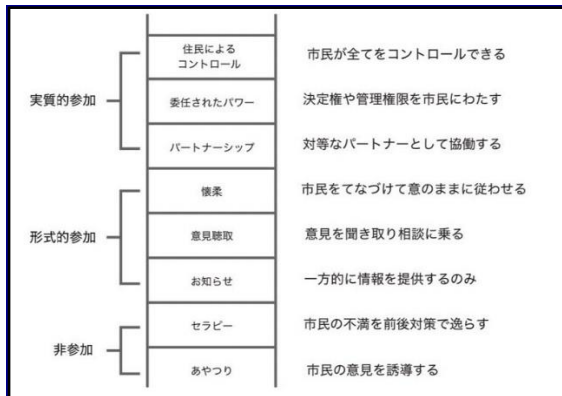 住民による
コントロール
市民が全てをコントロールできる
実質的参加
委任されたパワー
決定権や管理権限を市民にわたす
パートナーシップ
対等なパートナーとして協働する
懐柔
市民をてなづけて意のままに従わせる
形式的参加
意見聴取
意見を聞き取り相談に乗る
お知らせ
一方的に情報を提供するのみ
セラピー
市民の不満を前後対策で逸らす
非参加
あやつり
市民の意見を誘導する